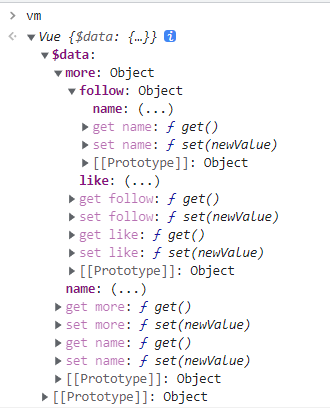 > vm
Vue {$data: {…}} i
$data:
more: Object
follow: Object
name: (...)
get name: ƒ get()
set name: ƒ set(newValue)
[[Prototype]]: Object
like: (...)
get follow: ƒ get()
set follow: ƒ set(newValue)
get like: ƒ get()
set like: ƒ set(newValue)
[[Prototype]]: Object
name: (...)
get more: ƒ get()
set more: ƒ set(newValue)
get name: ƒ get()
set name: ƒ set(newValue)
[[Prototype]]: Object
[[Prototype]]: Object